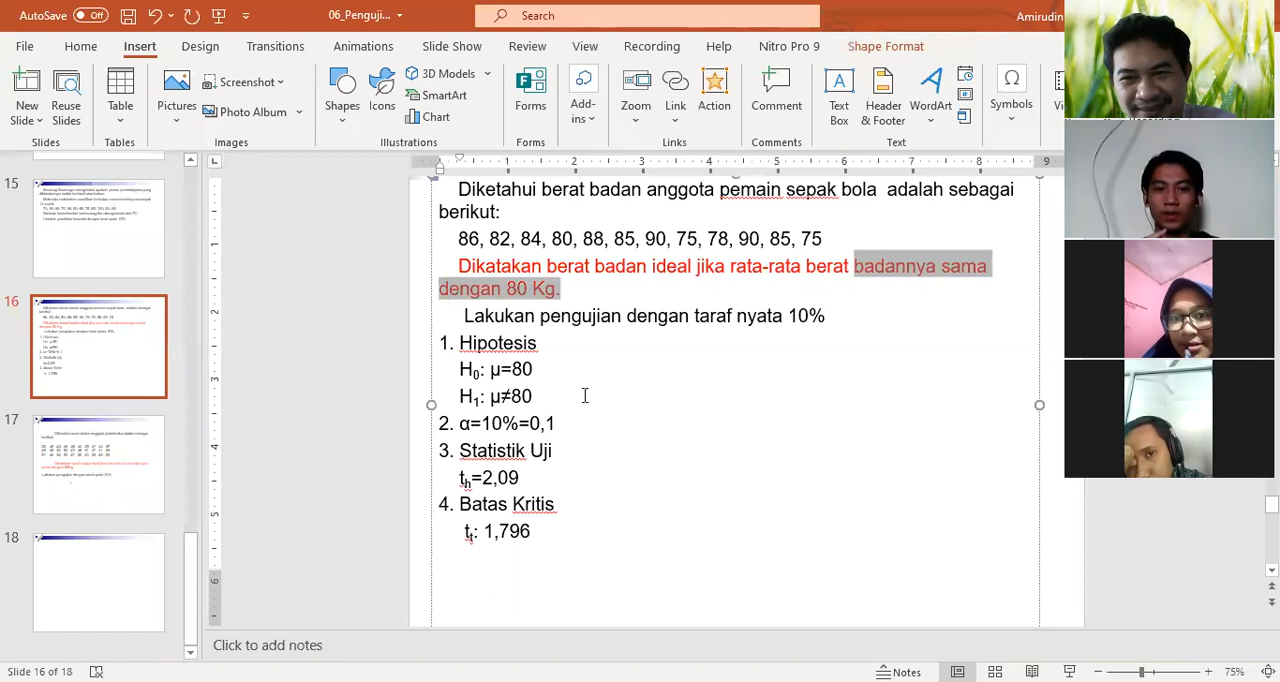 AutoSave Off 06_Penguji... Search Amirudin
File Home Insert Design Transitions Animations Slide Show Review View Recording Help Nitro Pro 9 Shape Format
New Slide Reuse Slides Table Pictures Screenshot Photo Album Shapes Icons 3D Models SmartArt Chart Forms Add-ins Zoom Link Action Comment Text Box Header & Footer WordArt Symbols
Slides Tables Images Illustrations Forms Links Comments Text
15
16
17
18
Diketahui berat badan anggota pemain sepak bola adalah sebagai
berikut:
86, 82, 84, 80, 88, 85, 90, 75, 78, 90, 85, 75
Dikatakan berat badan ideal jika rata-rata berat badannya sama
dengan 80 Kg.
Lakukan pengujian dengan taraf nyata 10%
1. Hipotesis
H0: μ=80
H1: μ≠80
2. α=10%=0,1
3. Statistik Uji
th=2,09
4. Batas Kritis
tt: 1,796
Click to add notes
Slide 16 of 18 Notes 75%